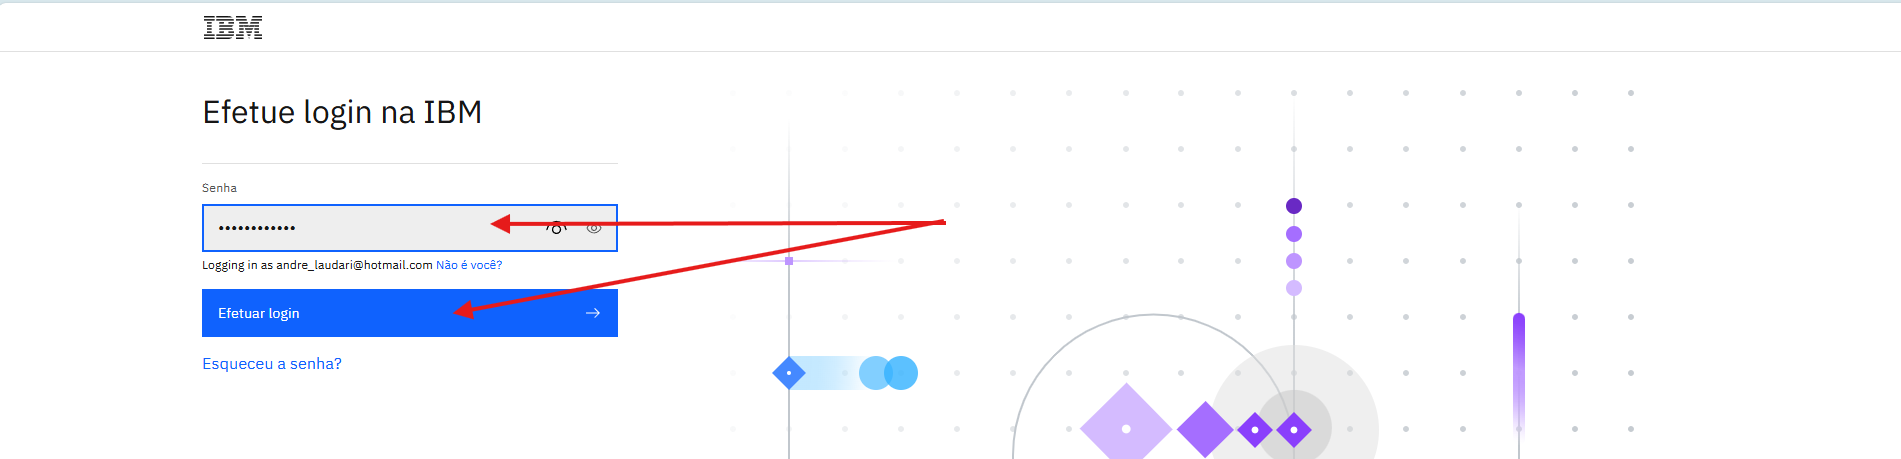 IBM
Efetue login na IBM
Senha
••••••••••••
Logging in as andre_laudari@hotmail.com Não é você?
Efetuar login
Esqueceu a senha?